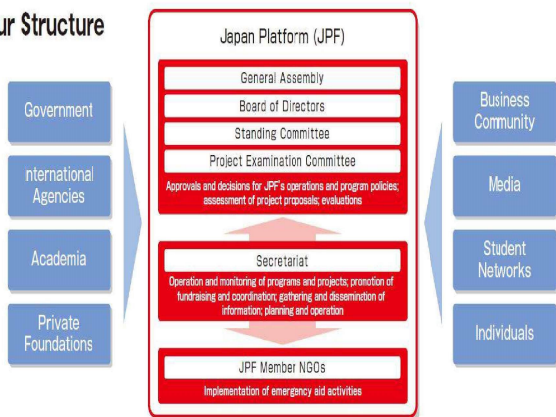 ur Structure
Japan Platform (JPF)
General Assembly
Board of Directors
Standing Committee
Project Examination Committee
Approvals and decisions for JPF's operations and program policies;
assessment of project proposals; evaluations
Secretariat
Operation and monitoring of programs and projects; promotion of
fundraising and coordination; gathering and dissemination of
information; planning and operation
JPF Member NGOs
Implementation of emergency aid activities
Government
International
Agencies
Academia
Private
Foundations
Business
Community
Media
Student
Networks
Individuals